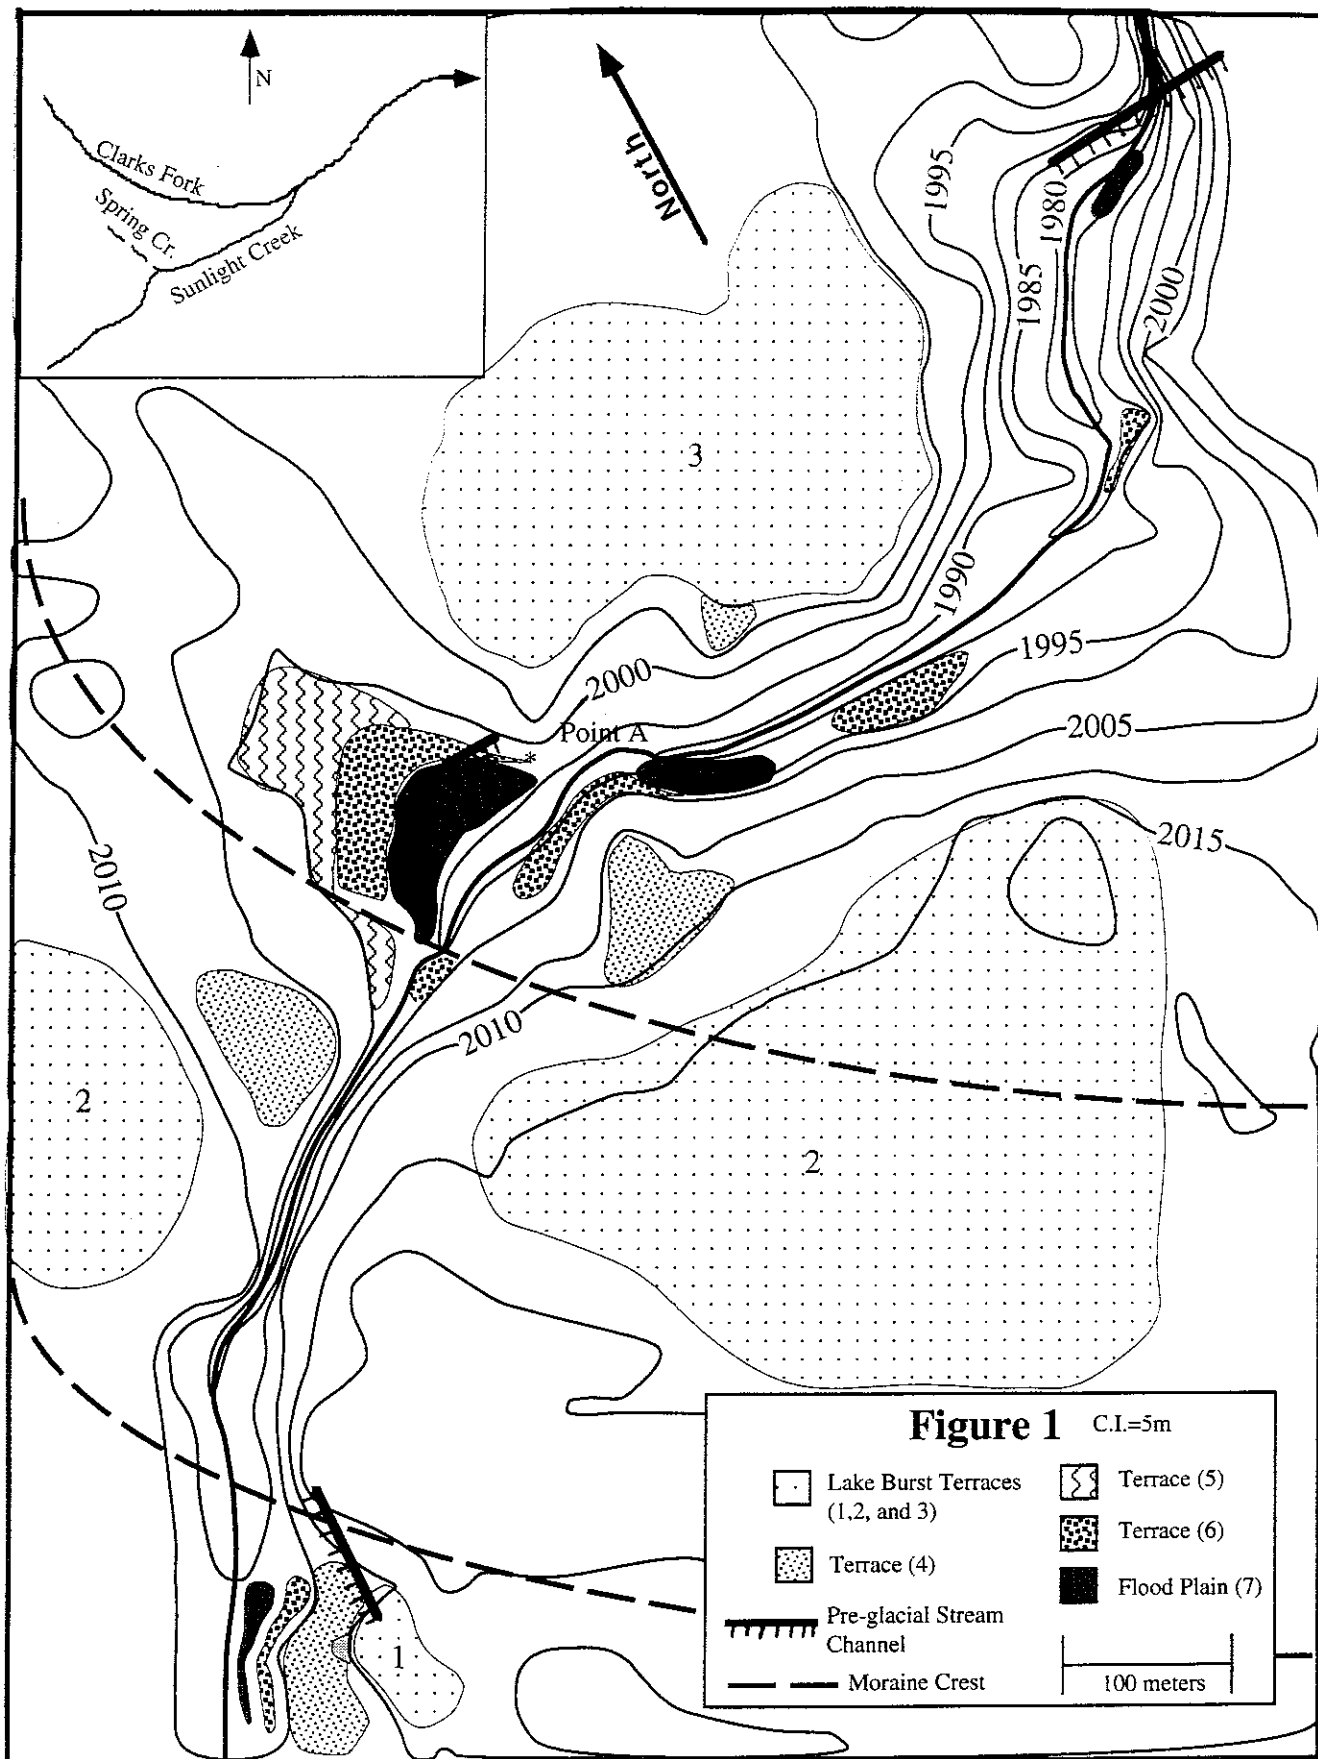 N
Clarks Fork
Spring Cr.
Sunlight Creek
North
1995
1980
1985
2000
3
1990
1995
2000
Point A
*
2005
2015
2010
2010
2
2
1
Figure 1 C.I.=5m
Lake Burst Terraces
(1,2, and 3)
Terrace (4)
Pre-glacial Stream
Channel
Moraine Crest
Terrace (5)
Terrace (6)
Flood Plain (7)
100 meters